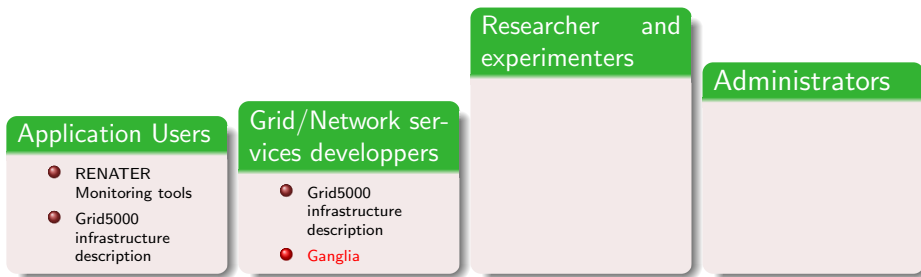 Application Users
RENATER
Monitoring tools
Grid5000
infrastructure
description
Grid/Network ser-
vices developpers
Grid5000
infrastructure
description
Ganglia
Researcher and
experimenters
Administrators